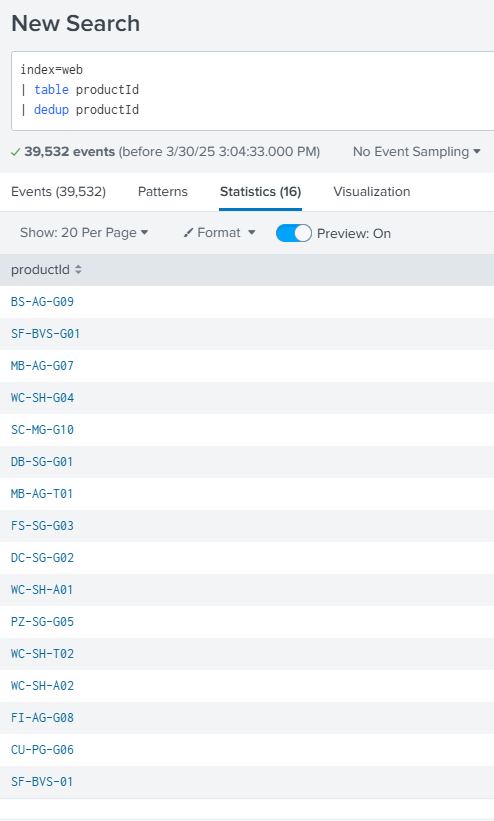 New Search
index=web
| table productId
| dedup productId
39,532 events (before 3/30/25 3:04:33.000 PM) No Event Sampling
Events (39,532) Patterns Statistics (16) Visualization
Show: 20 Per Page Format Preview: On
productId
BS-AG-G09
SF-BVS-G01
MB-AG-G07
WC-SH-G04
SC-MG-G10
DB-SG-G01
MB-AG-T01
FS-SG-G03
DC-SG-G02
WC-SH-A01
PZ-SG-G05
WC-SH-T02
WC-SH-A02
FI-AG-G08
CU-PG-G06
SF-BVS-01